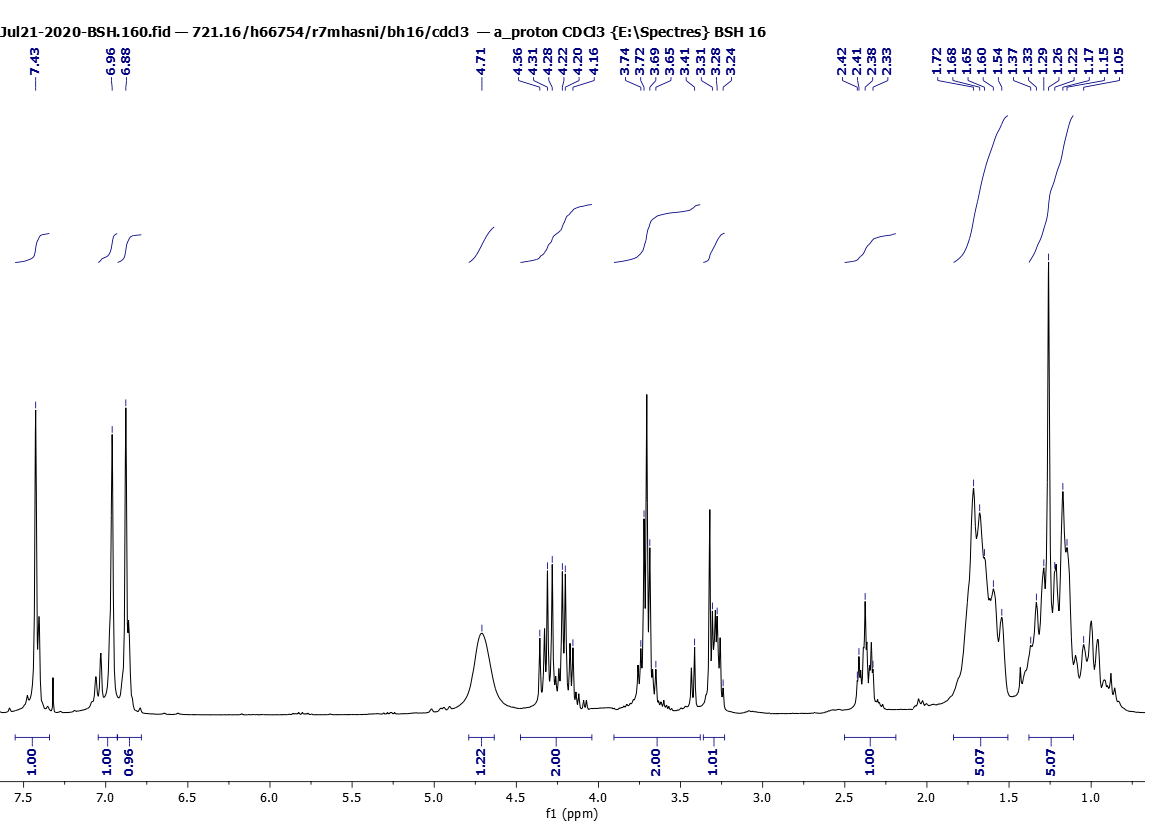 Jul21-2020-BSH.160.fid — 721.16/h66754/r7mhasni/bh16/cdcl3 — a_proton CDCl3 {E:\Spectres} BSH 16
7.43 6.96 6.88 4.71 4.36 4.31 4.28 4.22 4.20 4.16 3.74 3.72 3.69 3.65 3.41 3.31 3.28 3.24 2.42 2.41 2.38 2.33 1.72 1.68 1.65 1.60 1.54 1.37 1.33 1.29 1.26 1.22 1.17 1.15 1.05
1.00 1.00 0.96 1.22 2.00 2.00 1.01 1.00 5.07 5.07
7.5 7.0 6.5 6.0 5.5 5.0 4.5 4.0 3.5 3.0 2.5 2.0 1.5 1.0
f1 (ppm)